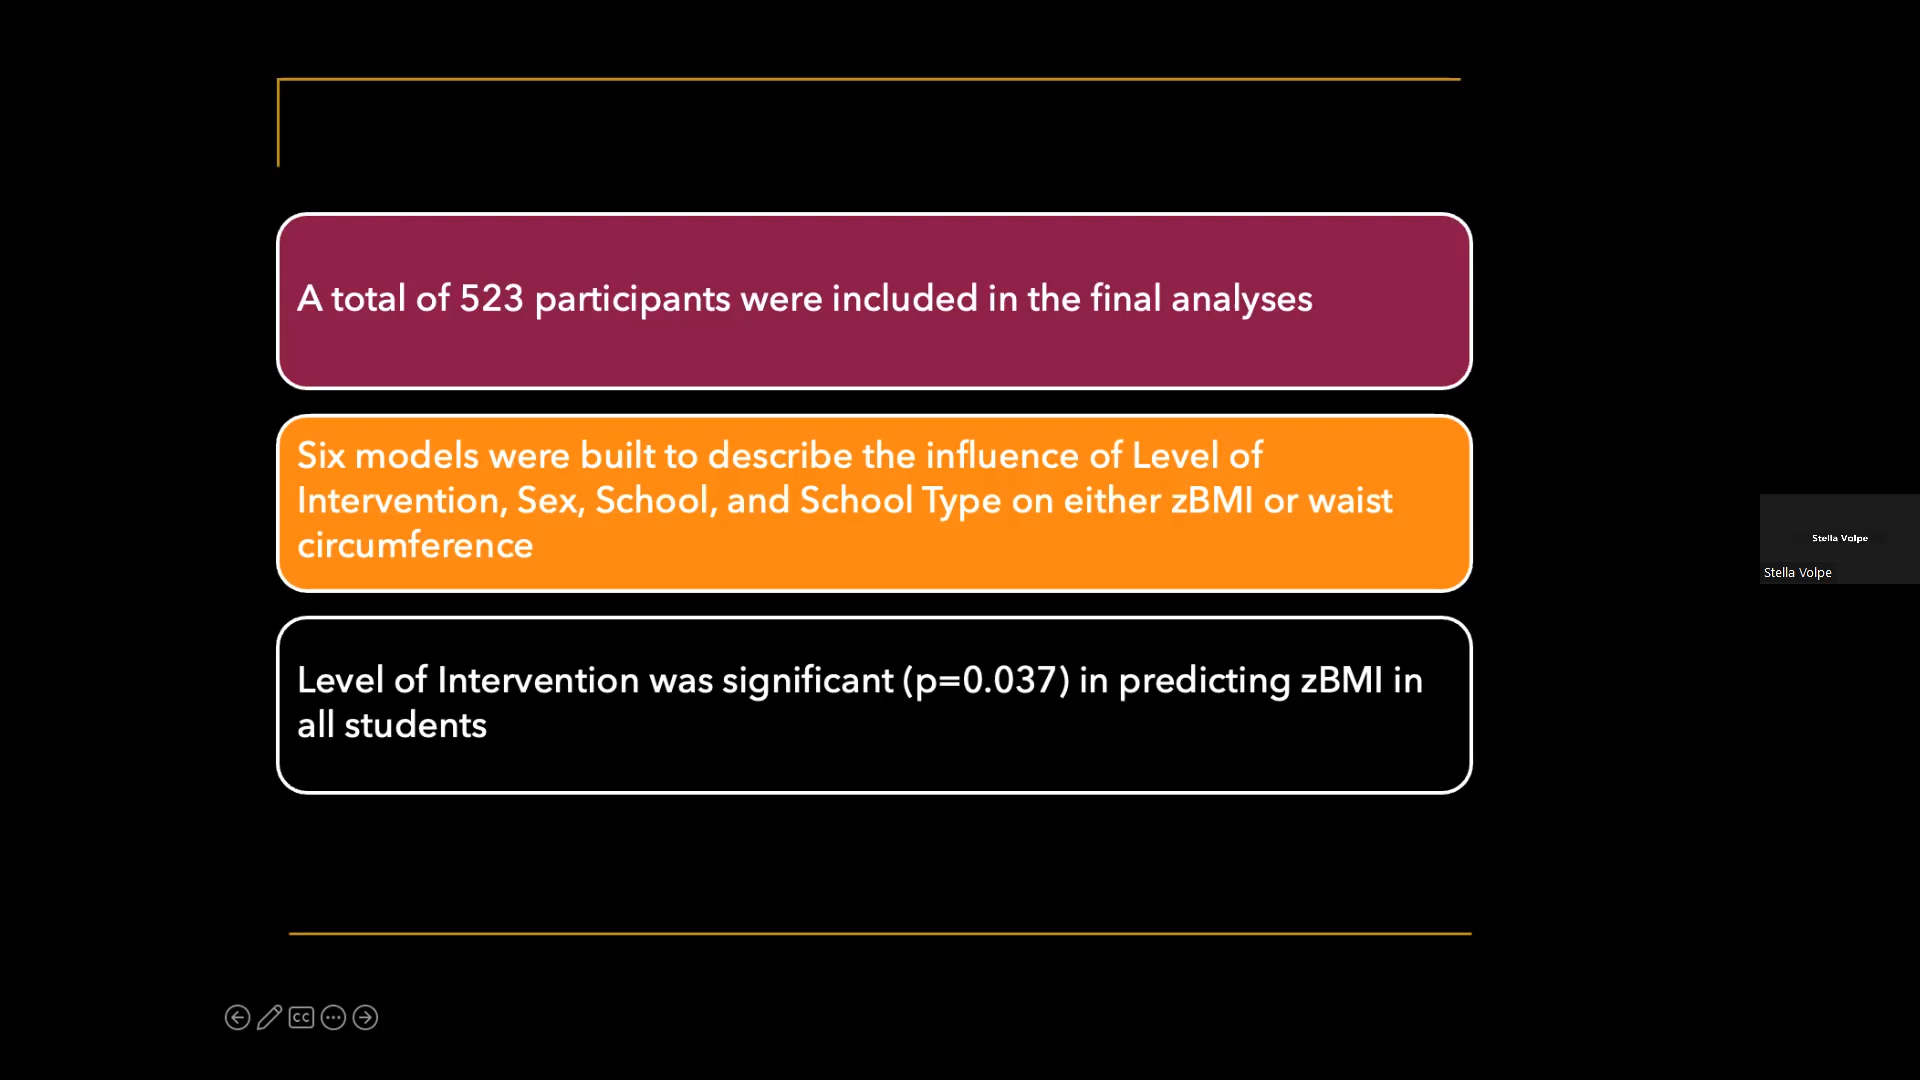 A total of 523 participants were included in the final analyses
Six models were built to describe the influence of Level of
Intervention, Sex, School, and School Type on either zBMI or waist
circumference
Level of Intervention was significant (p=0.037) in predicting zBMI in
all students
Stella Volpe
Stella Volpe
CC